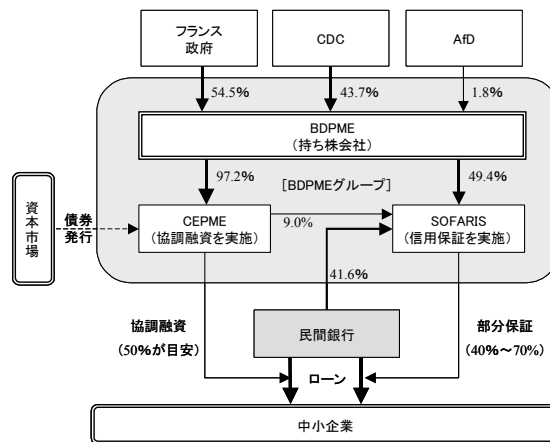 フランス
政府
CDC
AfD
54.5%
43.7%
1.8%
BDPME
（持ち株会社）
97.2%
49.4%
[BDPMEグループ]
資本市場
債券
発行
CEPME
（協調融資を実施）
9.0%
SOFARIS
（信用保証を実施）
41.6%
協調融資
（50%が目安）
民間銀行
部分保証
（40%～70%）
ローン
中小企業